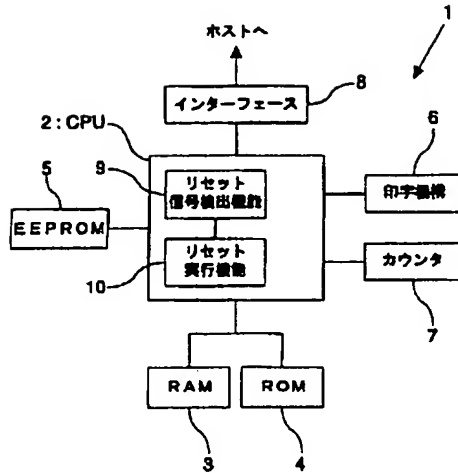 ホストへ
1
インターフェース
8
2：CPU
6
9
リセット
信号検出機能
印字機構
5
EEPROM
リセット
実行機能
10
カウンタ
7
RAM
ROM
3
4